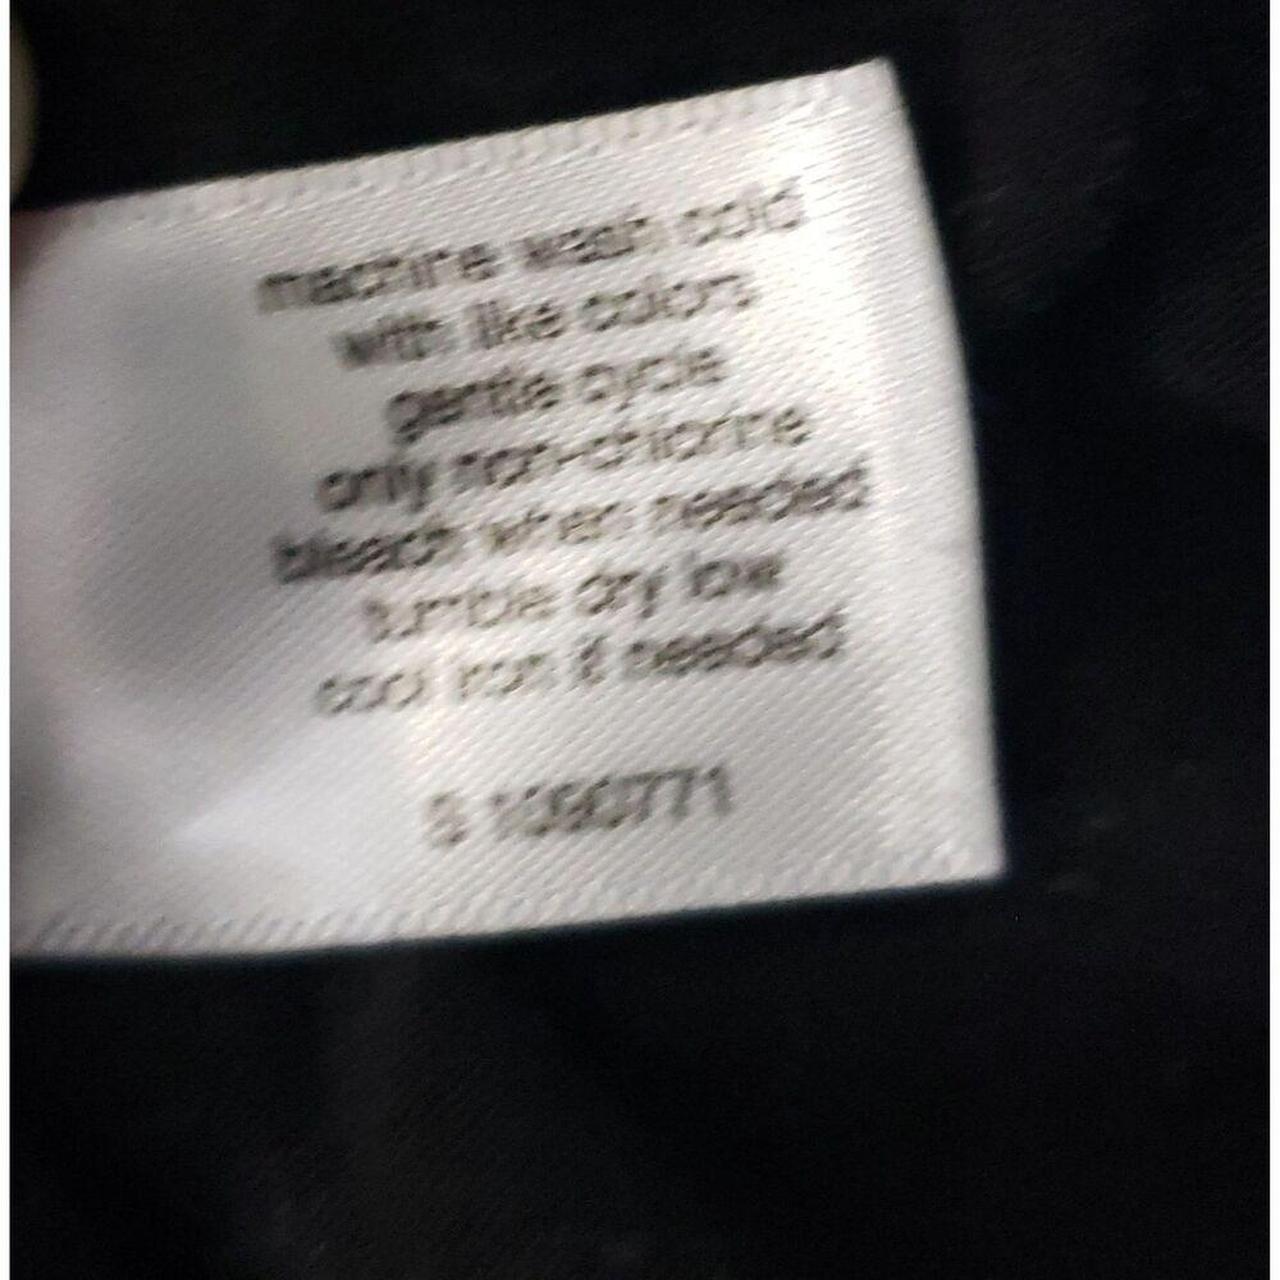 machine wash cold
with like colors
gentle cycle
only non-chlorine
bleach when needed
tumble dry low
cool iron if needed